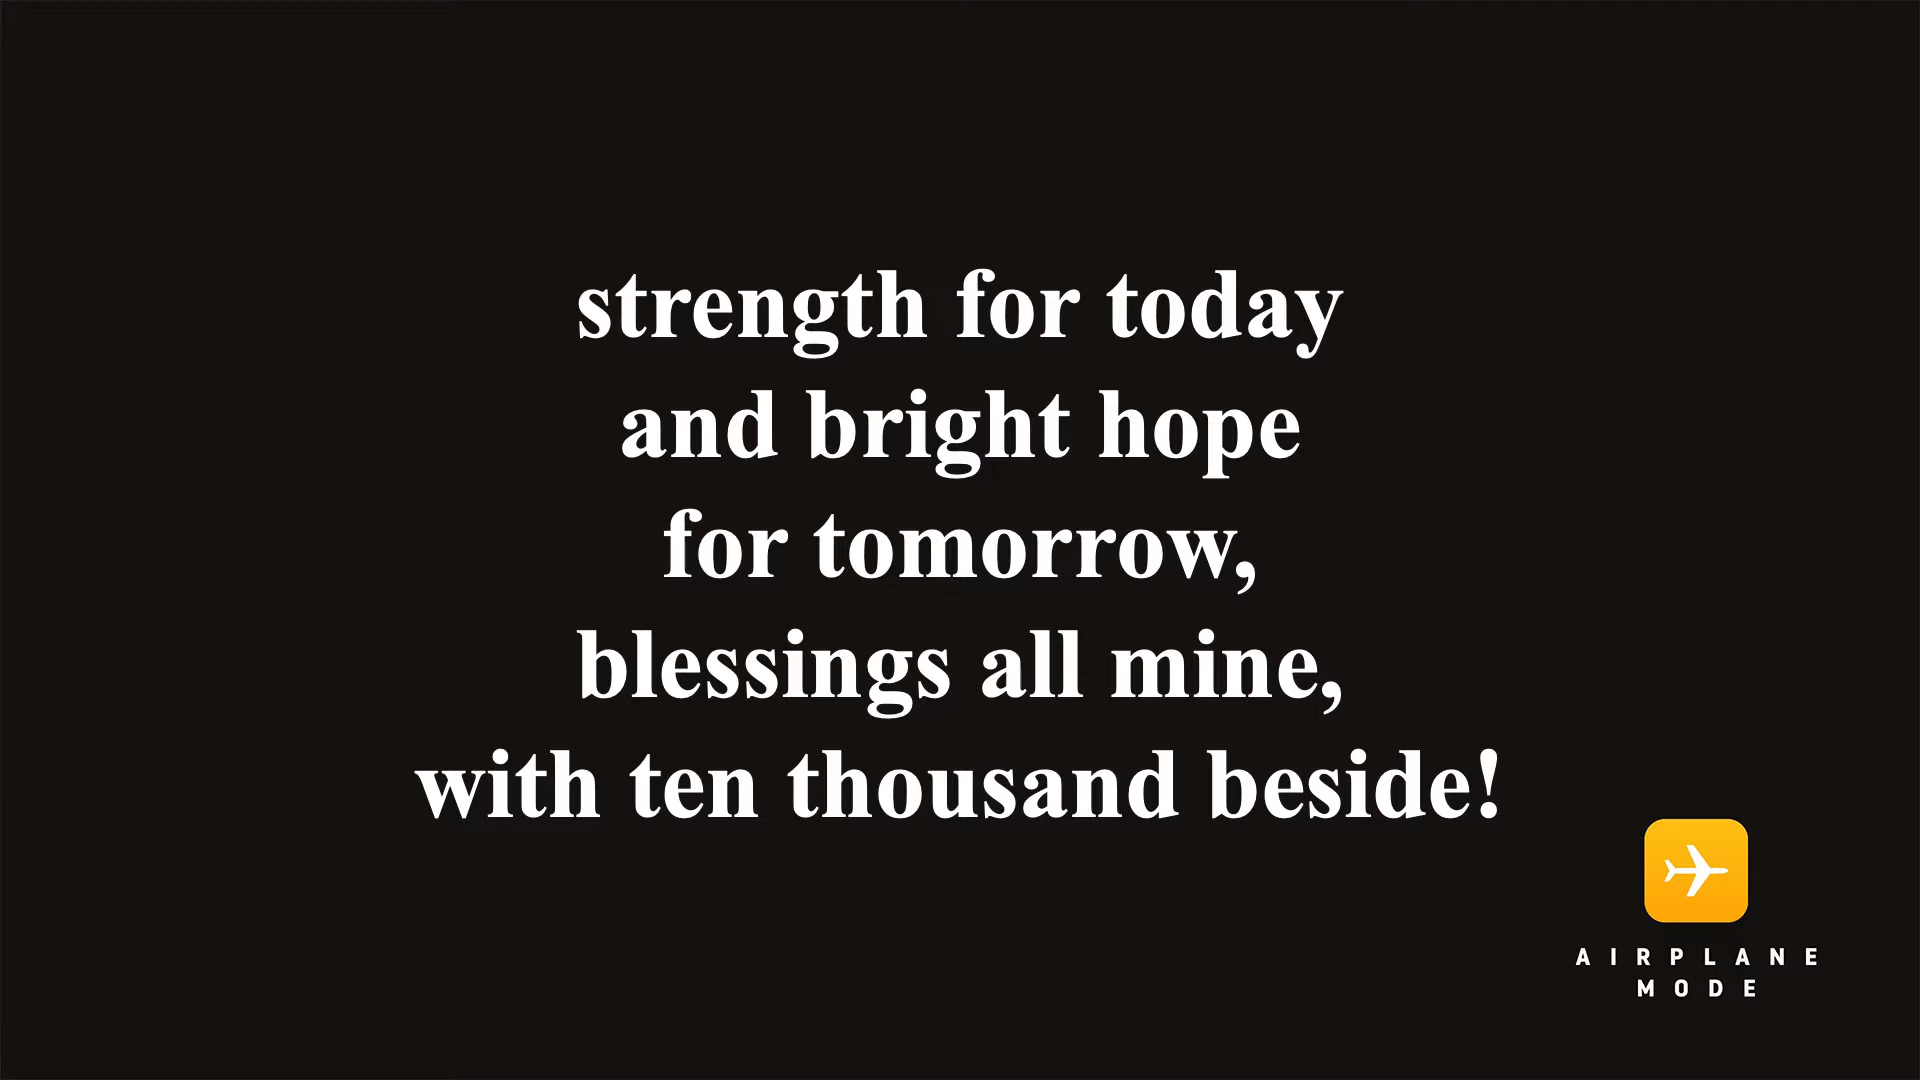 strength for today
and bright hope
for tomorrow,
blessings all mine,
with ten thousand beside!
AIRPLANE
MODE